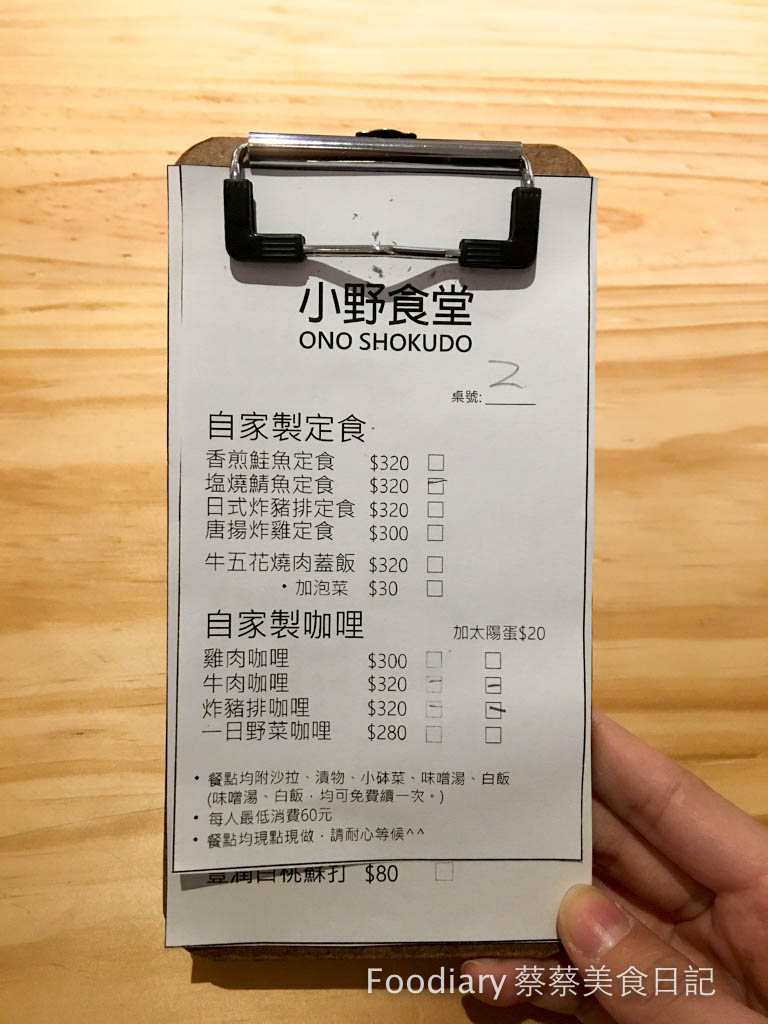 小野食堂
ONO SHOKUDO
桌號: 2
自家製定食
香煎鮭魚定食 $320 □
塩燒鯖魚定食 $320 □
日式炸豬排定食 $320 □
唐揚炸雞定食 $300 □
牛五花燒肉蓋飯 $320 □
・加泡菜 $30 □
自家製咖哩 加太陽蛋$20
雞肉咖哩 $300 □ □
牛肉咖哩 $320 □ □
炸豬排咖哩 $320 □ □
一日野菜咖哩 $280 □ □
• 餐點均附沙拉、漬物、小砵菜、味噌湯、白飯
(味噌湯、白飯，均可免費續一次。)
• 每人最低消費60元
• 餐點均現點現做，請耐心等候^^
白桃蘇打 $80 □
Foodiary 蔡蔡美食日記